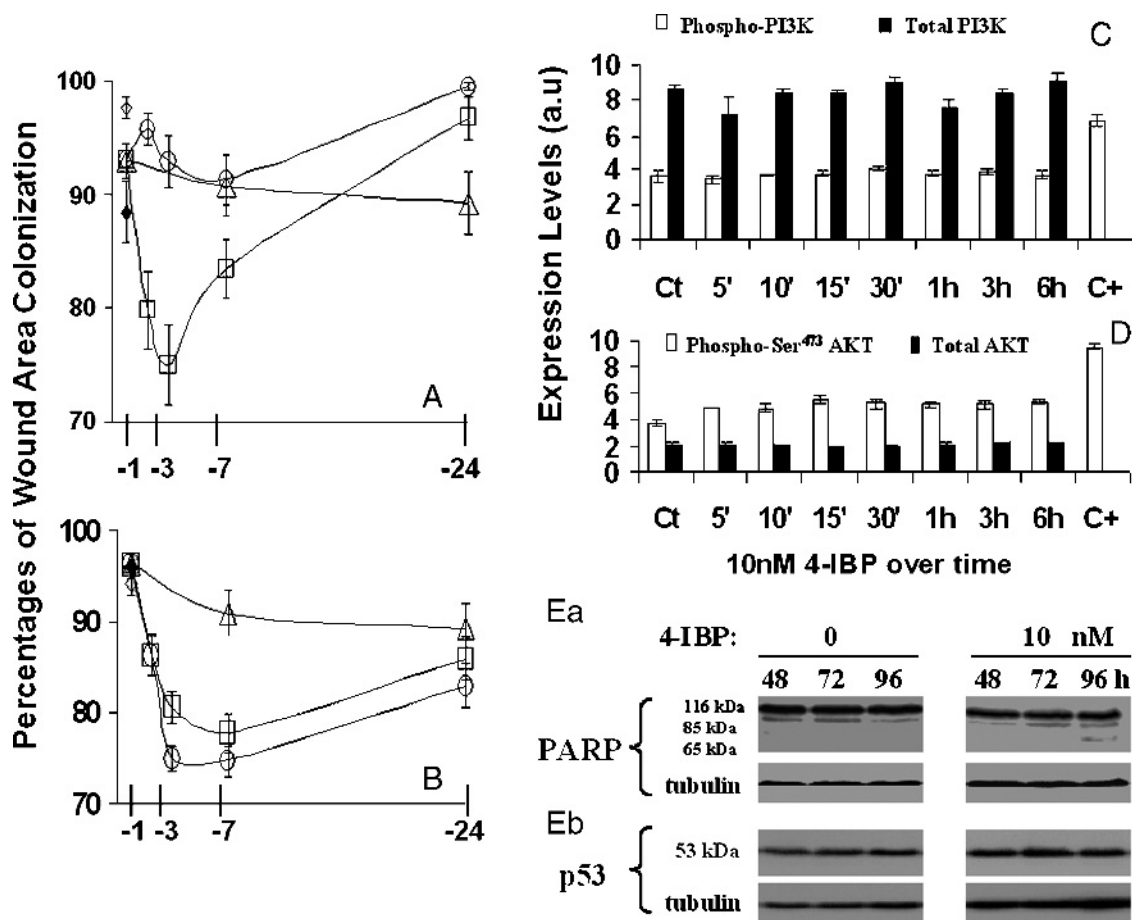 Percentages of Wound Area Colonization
100
90
80
70
A
-1 -3 -7 -24
100
90
80
70
B
-1 -3 -7 -24
Phospho-PI3K Total PI3K C
Expression Levels (a.u)
10
8
6
4
2
0
Ct 5' 10' 15' 30' 1h 3h 6h C+
Phospho-Ser473 AKT Total AKT D
10
8
6
4
2
0
Ct 5' 10' 15' 30' 1h 3h 6h C+
10nM 4-IBP over time
Ea
4-IBP: 0 10 nM
48 72 96 48 72 96 h
116 kDa
85 kDa
65 kDa
PARP
tubulin
Eb
53 kDa
p53
tubulin